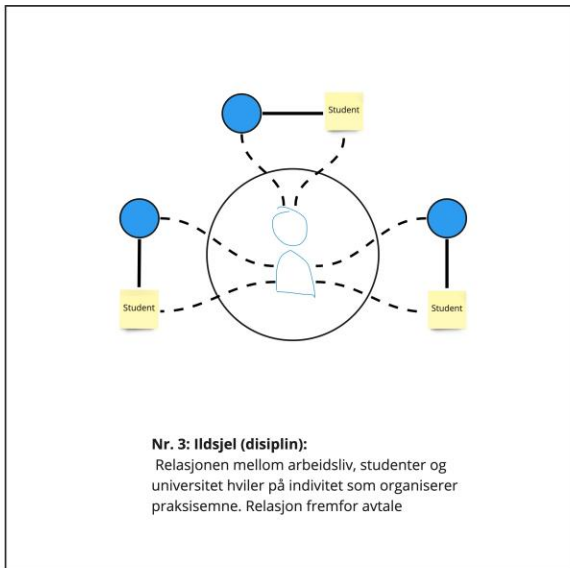 Student
Student
Student
Nr. 3: Ildsjel (disiplin):
Relasjonen mellom arbeidsliv, studenter og
universitet hviler på indivitet som organiserer
praksisemne. Relasjon fremfor avtale